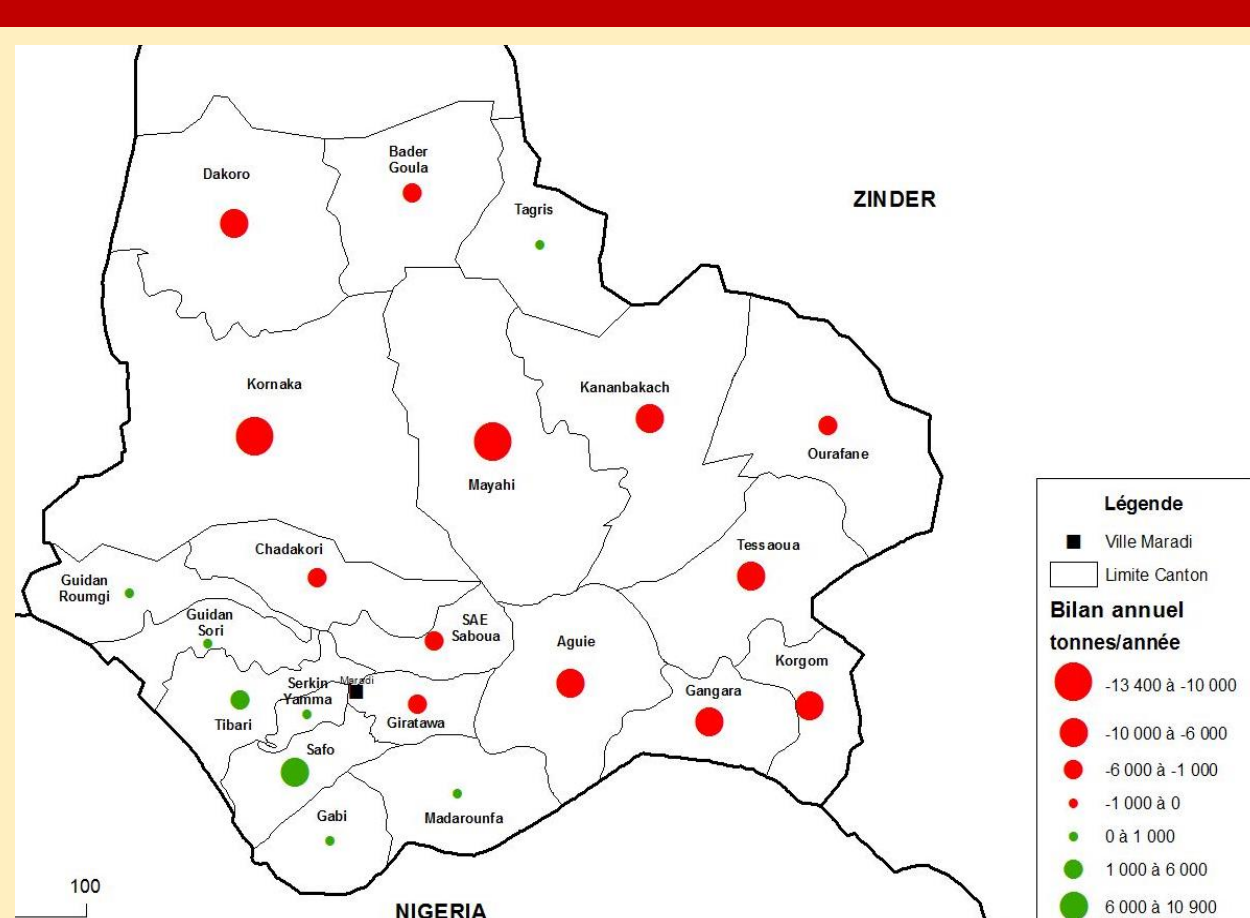 Dakoro
Bader
Goula
Tagris
ZINDER
Kornaka
Kananbakach
Mayahi
Ourafane
Chadakori
Tessaoua
Guidan
Roumgi
Guidan
Sori
SAE
Saboua
Aguie
Korgom
Serkin
Yamma
Maradi
Gangara
Tibari
Giratawa
Safo
Gabi
Madarounfa
100
NIGERIA
Légende
Ville Maradi
Limite Canton
Bilan annuel
tonnes/année
-13 400 à -10 000
-10 000 à -6 000
-6 000 à -1 000
-1 000 à 0
0 à 1 000
1 000 à 6 000
6 000 à 10 900